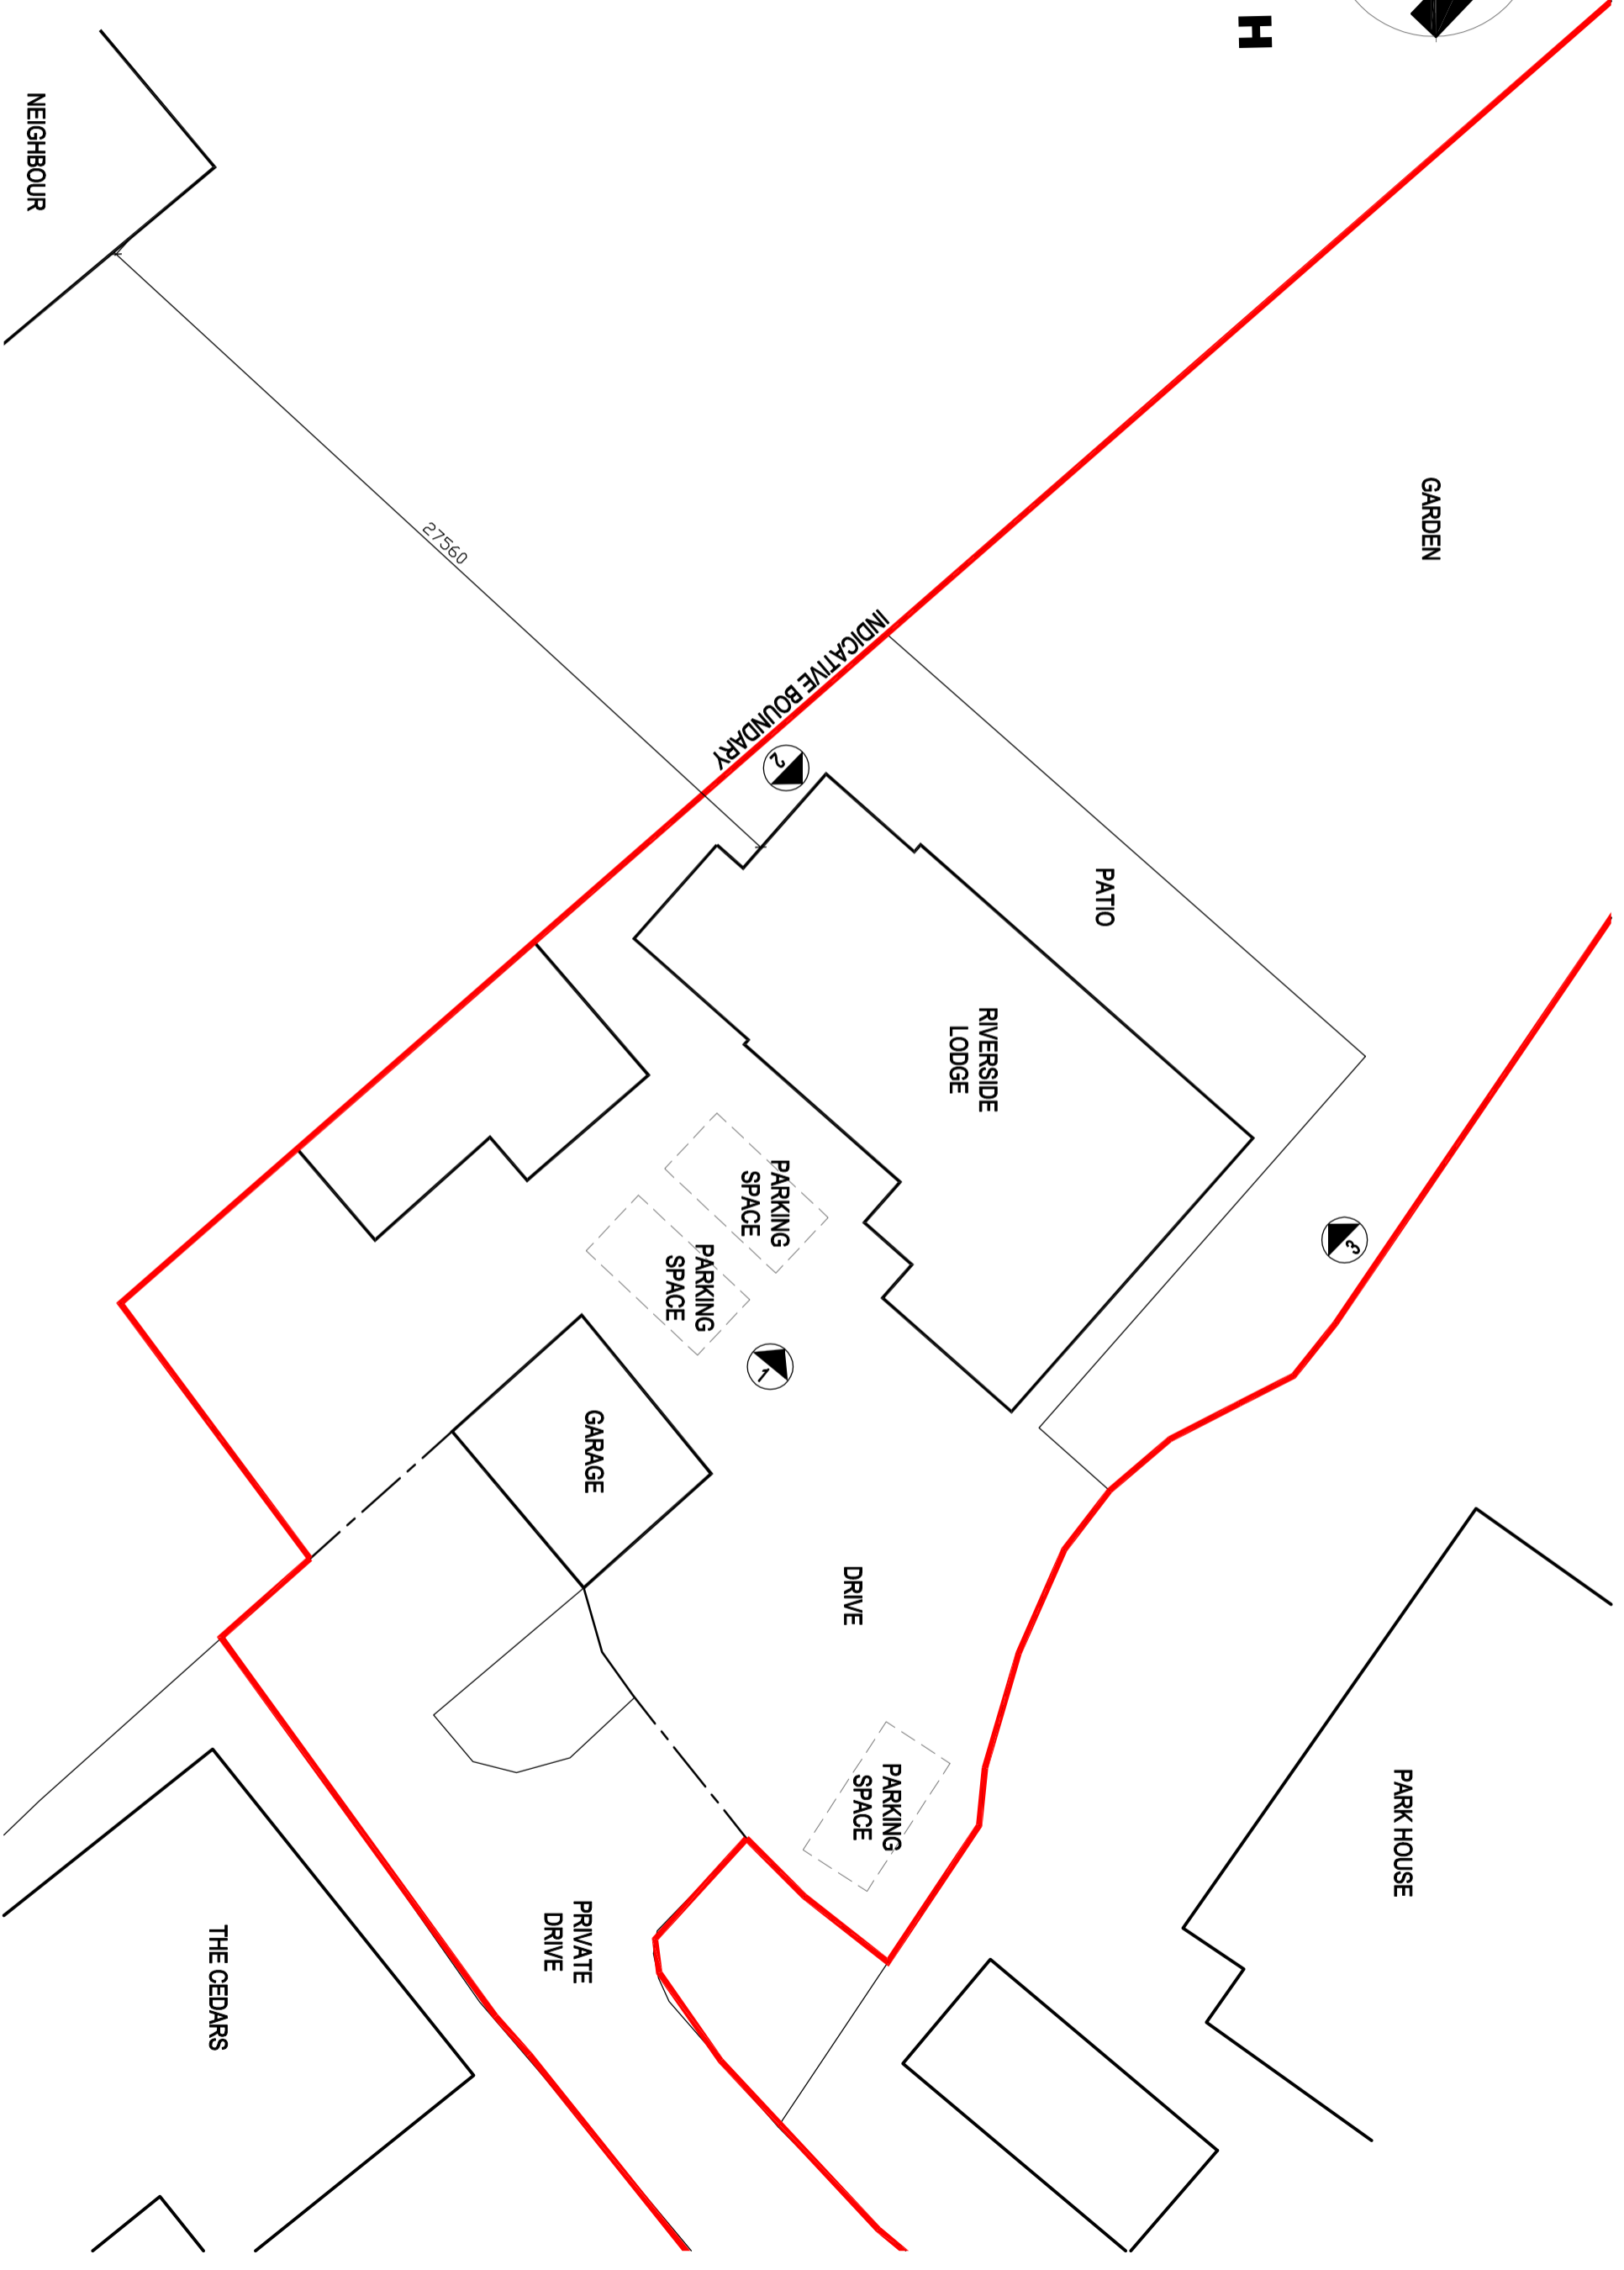 H
NEIGHBOUR
GARDEN
27560
INDICATIVE BOUNDARY
2
PATIO
RIVERSIDE
LODGE
3
PARKING
SPACE
PARKING
SPACE
1
GARAGE
DRIVE
PARKING
SPACE
PARK HOUSE
PRIVATE
DRIVE
THE CEDARS